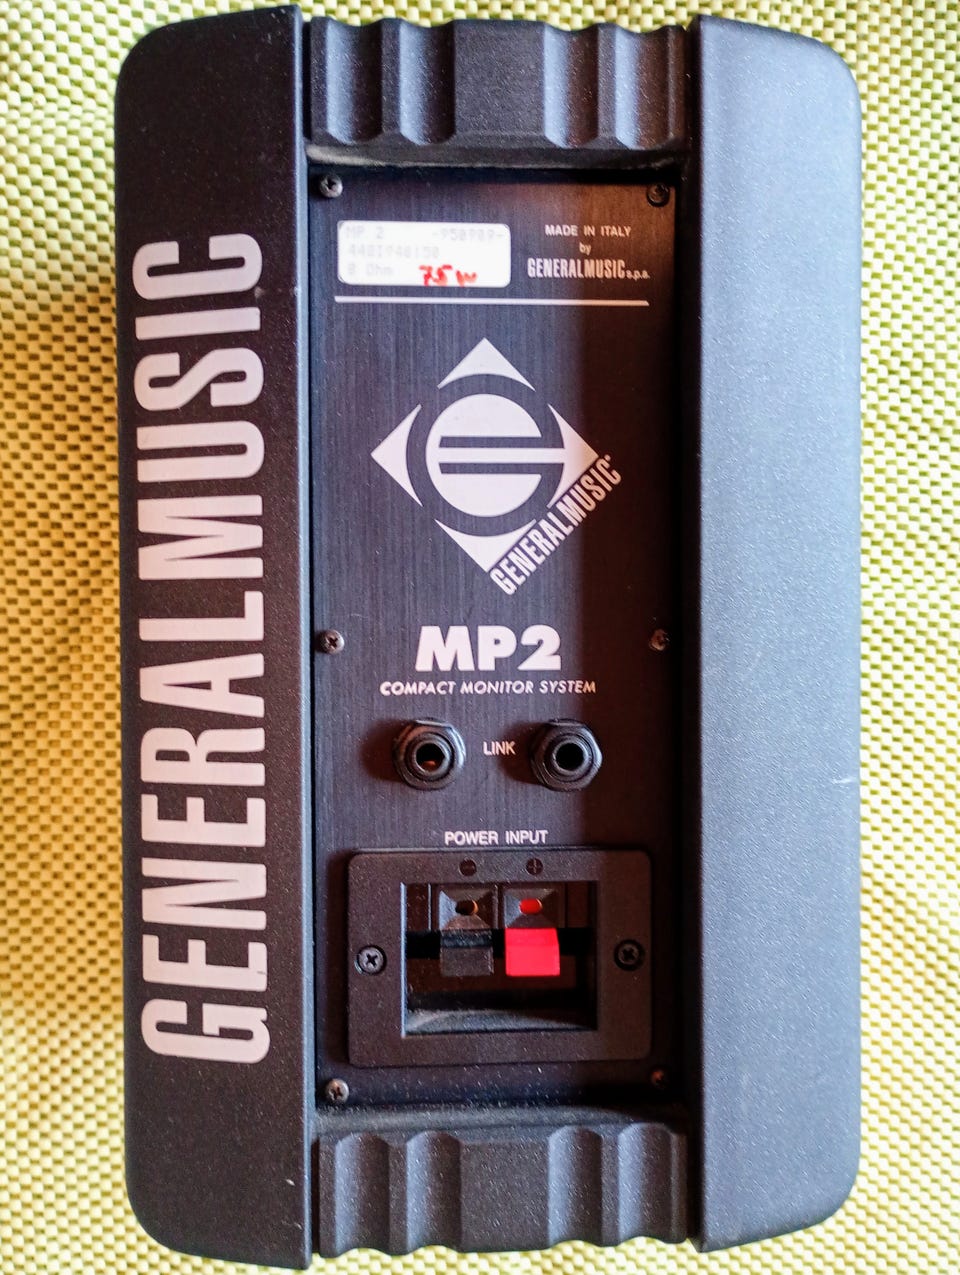 GENERALMUSIC
MP 2 -950909-
8 Ohm 75 W
MADE IN ITALY
by
GENERALMUSIC s.p.a.
GENERALMUSIC
MP2
COMPACT MONITOR SYSTEM
LINK
POWER INPUT
- +